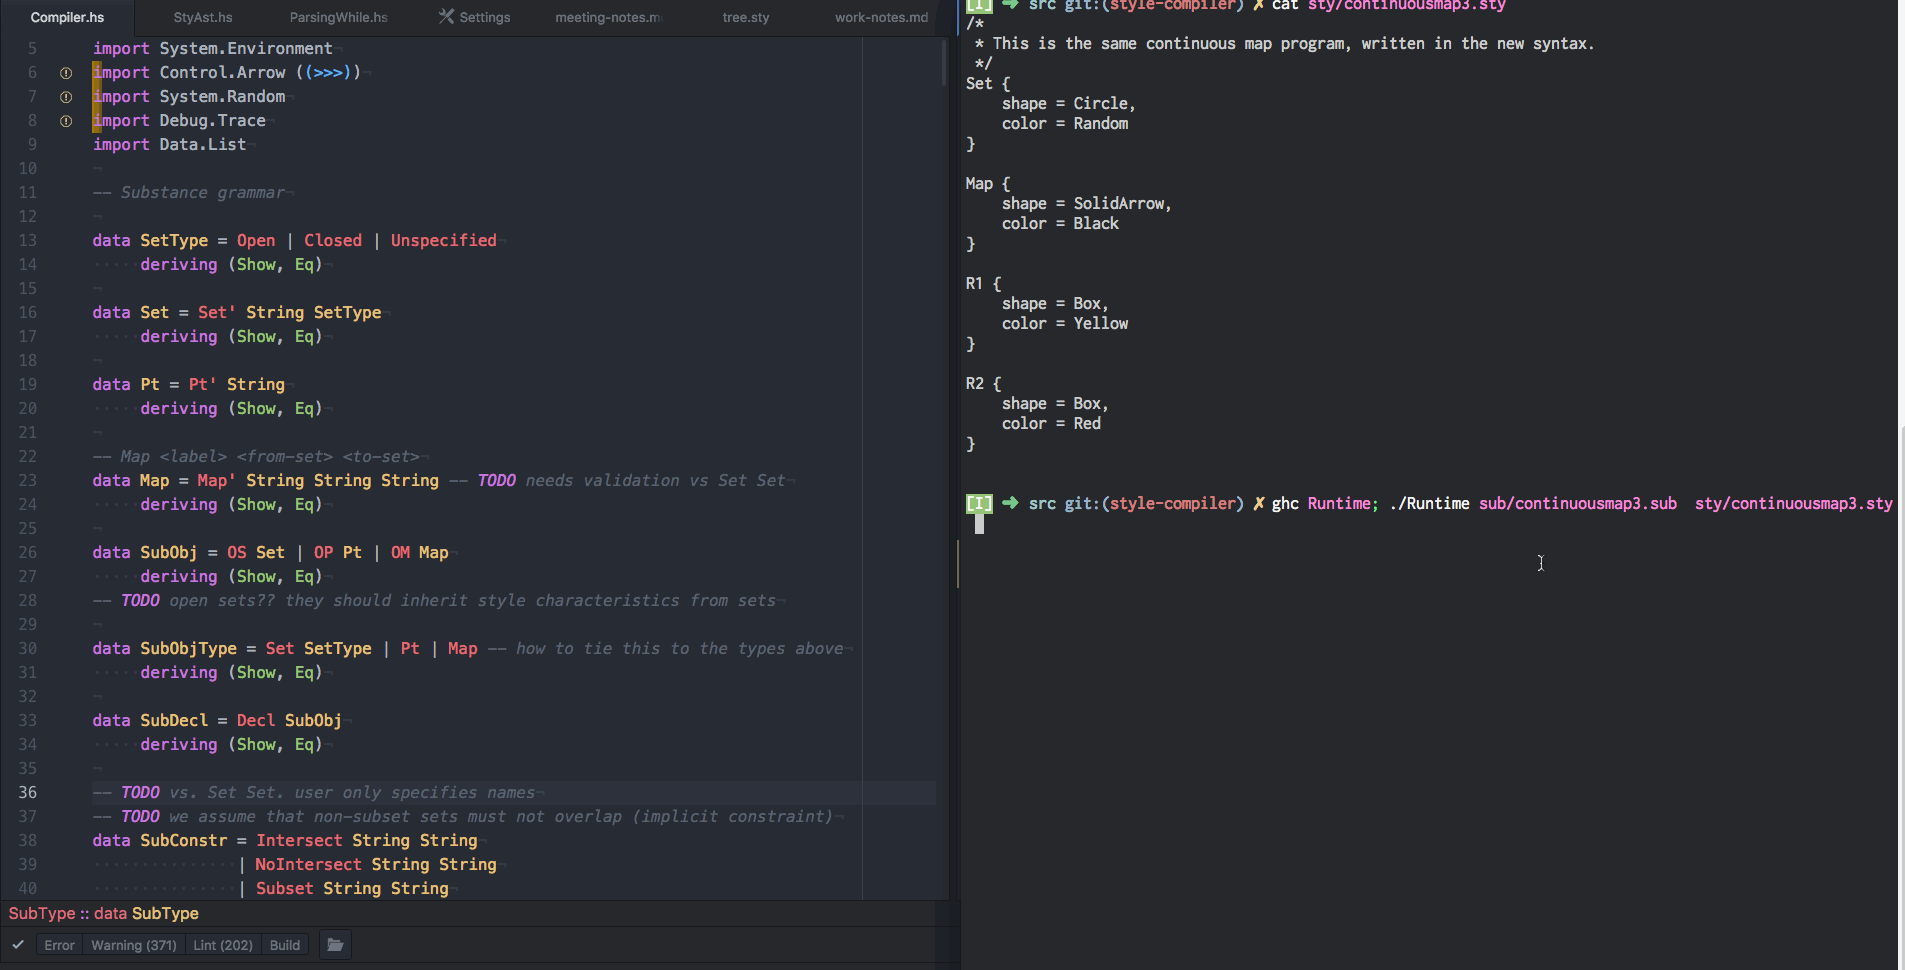 Compiler.hs
StyAst.hs
ParsingWhile.hs
Settings
meeting-notes.m
tree.sty
work-notes.md
5 import System.Environment
6 import Control.Arrow ((>>>))
7 import System.Random
8 import Debug.Trace
9 import Data.List
10
11 -- Substance grammar
12
13 data SetType = Open | Closed | Unspecified
14 deriving (Show, Eq)
15
16 data Set = Set' String SetType
17 deriving (Show, Eq)
18
19 data Pt = Pt' String
20 deriving (Show, Eq)
21
22 -- Map <label> <from-set> <to-set>
23 data Map = Map' String String String -- TODO needs validation vs Set Set
24 deriving (Show, Eq)
25
26 data SubObj = OS Set | OP Pt | OM Map
27 deriving (Show, Eq)
28 -- TODO open sets?? they should inherit style characteristics from sets
29
30 data SubObjType = Set SetType | Pt | Map -- how to tie this to the types above
31 deriving (Show, Eq)
32
33 data SubDecl = Decl SubObj
34 deriving (Show, Eq)
35
36 -- TODO vs. Set Set. user only specifies names
37 -- TODO we assume that non-subset sets must not overlap (implicit constraint)
38 data SubConstr = Intersect String String
39 | NoIntersect String String
40 | Subset String String
SubType :: data SubType
Error
Warning (371)
Lint (202)
Build
[I] ➜ src git:(style-compiler) ✗ cat sty/continuousmap3.sty
/*
* This is the same continuous map program, written in the new syntax.
*/
Set {
shape = Circle,
color = Random
}
Map {
shape = SolidArrow,
color = Black
}
R1 {
shape = Box,
color = Yellow
}
R2 {
shape = Box,
color = Red
}
[I] ➜ src git:(style-compiler) ✗ ghc Runtime; ./Runtime sub/continuousmap3.sub sty/continuousmap3.sty